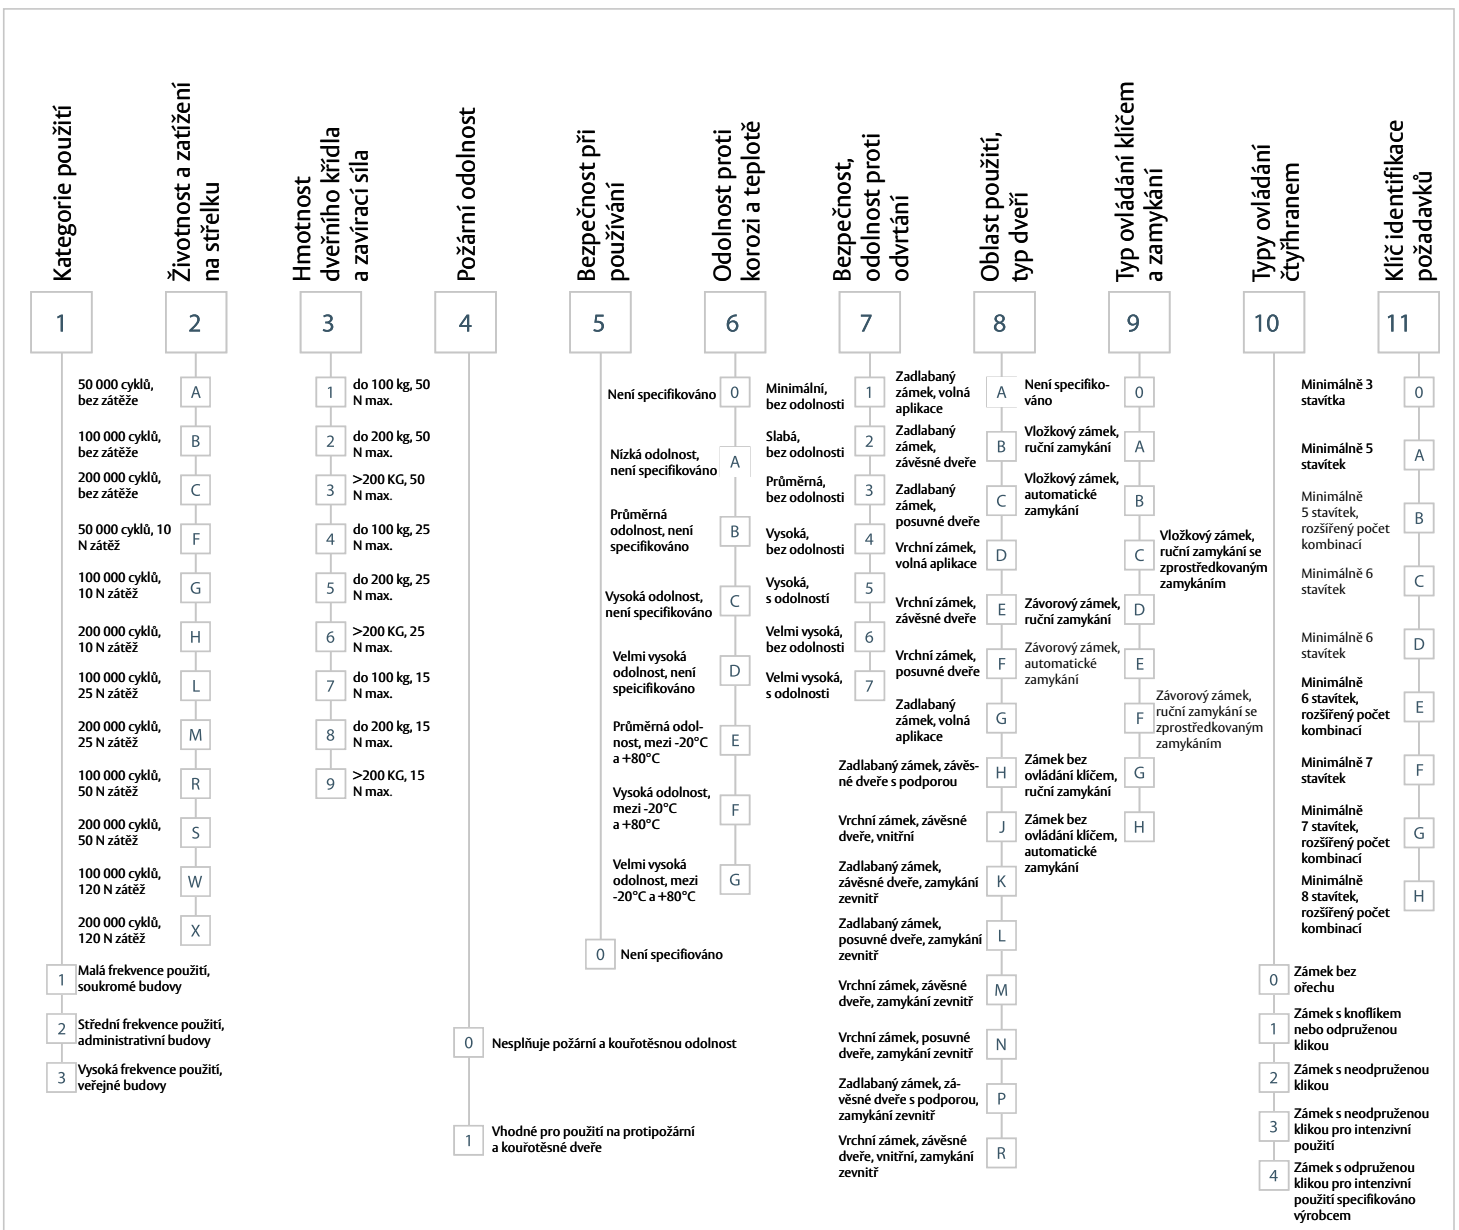 Kategorie použití
Životnost a zatížení
na střelku
Hmotnost
dveřního křídla
a zavírací síla
Požární odolnost
Bezpečnost při
používání
Odolnost proti
korozi a teplotě
Bezpečnost,
odolnost proti
odvrtání
Oblast použití,
typ dveří
Typ ovládání klíčem
a zamykání
Typy ovládání
čtyřhranem
Klíč identifikace
požadavků
1
2
3
4
5
6
7
8
9
10
11
1
Malá frekvence použití,
soukromé budovy
2
Střední frekvence použití,
administrativní budovy
3
Vysoká frekvence použití,
veřejné budovy
50 000 cyklů,
bez zátěže
A
100 000 cyklů,
bez zátěže
B
200 000 cyklů,
bez zátěže
C
50 000 cyklů, 10
N zátěž
F
100 000 cyklů,
10 N zátěž
G
200 000 cyklů,
10 N zátěž
H
100 000 cyklů,
25 N zátěž
L
200 000 cyklů,
25 N zátěž
M
100 000 cyklů,
50 N zátěž
R
200 000 cyklů,
50 N zátěž
S
100 000 cyklů,
120 N zátěž
W
200 000 cyklů,
120 N zátěž
X
1
do 100 kg, 50
N max.
2
do 200 kg, 50
N max.
3
>200 KG, 50
N max.
4
do 100 kg, 25
N max.
5
do 200 kg, 25
N max.
6
>200 KG, 25
N max.
7
do 100 kg, 15
N max.
8
do 200 kg, 15
N max.
9
>200 KG, 15
N max.
0
Nesplňuje požární a kouřotěsnou odolnost
1
Vhodné pro použití na protipožární
a kouřotěsné dveře
0
Není specifiováno
Není specifikováno
0
Nízká odolnost,
není specifikováno
A
Průměrná
odolnost, není
specifikováno
B
Vysoká odolnost,
není specifikováno
C
Velmi vysoká
odolnost, není
speicifikováno
D
Průměrná odol-
nost, mezi -20°C
a +80°C
E
Vysoká odolnost,
mezi -20°C
a +80°C
F
Velmi vysoká
odolnost, mezi
-20°C a +80°C
G
Minimální,
bez odolnosti
1
Slabá,
bez odolnosti
2
Průměrná,
bez odolnosti
3
Vysoká,
bez odolnosti
4
Vysoká,
s odolností
5
Velmi vysoká,
bez odolnosti
6
Velmi vysoká,
s odolnosti
7
Zadlabaný
zámek, volná
aplikace
A
Zadlabaný
zámek,
závěsné dveře
B
Zadlabaný
zámek,
posuvné dveře
C
Vrchní zámek,
volná aplikace
D
Vrchní zámek,
závěsné dveře
E
Vrchní zámek,
posuvné dveře
F
Zadlabaný
zámek, volná
aplikace
G
Zadlabaný zámek, závěs-
né dveře s podporou
H
Vrchní zámek, závěsné
dveře, vnitřní
J
Zadlabaný zámek,
závěsné dveře, zamykání
zevnitř
K
Zadlabaný zámek,
posuvné dveře, zamykání
zevnitř
L
Vrchní zámek, závěsné
dveře, zamykání zevnitř
M
Vrchní zámek, posuvné
dveře, zamykání zevnitř
N
Zadlabaný zámek, zá-
věsné dveře s podporou,
zamykání zevnitř
P
Vrchní zámek, závěsné
dveře, vnitřní, zamykání
zevnitř
R
Není specifiko-
váno
0
Vložkový zámek,
ruční zamykání
A
Vložkový zámek,
automatické
zamykání
B
C
Vložkový zámek,
ruční zamykání se
zprostředkovaným
zamykáním
Závorový zámek,
ruční zamykání
D
Závorový zámek,
automatické
zamykání
E
F
Závorový zámek,
ruční zamykání se
zprostředkovaným
zamykáním
Zámek bez
ovládání klíčem,
ruční zamykání
G
Zámek bez
ovládání klíčem,
automatické
zamykání
H
0
Zámek bez
ořechu
1
Zámek s knoflíkem
nebo odpruženou
klikou
2
Zámek s neodpruženou
klikou
3
Zámek s neodpruženou
klikou pro intenzivní
použití
4
Zámek s odpruženou
klikou pro intenzivní
použití specifikováno
výrobcem
Minimálně 3
stavítka
0
Minimálně 5
stavítek
A
Minimálně
5 stavítek,
rozšířený počet
kombinací
B
Minimálně 6
stavítek
C
Minimálně 6
stavítek
D
Minimálně
6 stavítek,
rozšířený počet
kombinací
E
Minimálně 7
stavítek
F
Minimálně
7 stavítek,
rozšířený počet
kombinací
G
Minimálně
8 stavítek,
rozšířený počet
kombinací
H